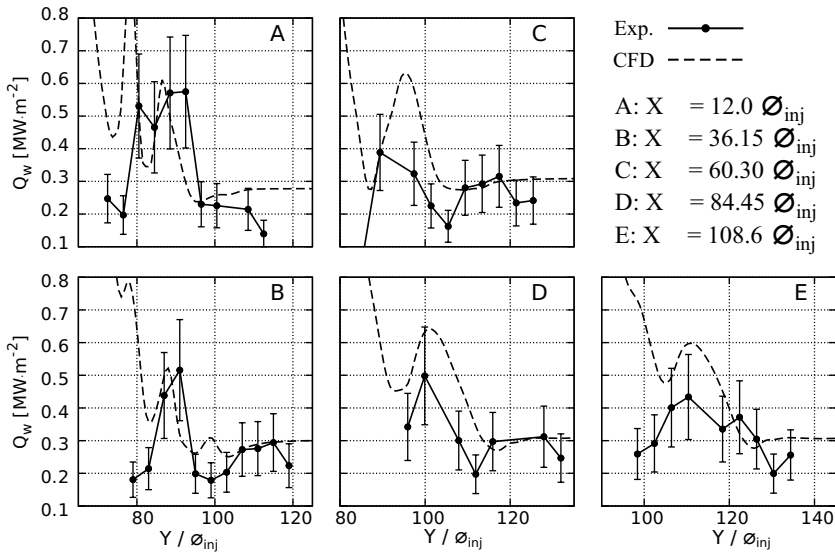 0.8
0.7
0.6
0.5
0.4
0.3
0.2
0.1
Q_w [MW·m⁻²]
A
C
Exp.
CFD
A: X = 12.0 Ø_inj
B: X = 36.15 Ø_inj
C: X = 60.30 Ø_inj
D: X = 84.45 Ø_inj
E: X = 108.6 Ø_inj
0.8
0.7
0.6
0.5
0.4
0.3
0.2
0.1
Q_w [MW·m⁻²]
B
D
E
80 100 120
80 100 120
100 120 140
Y / ø_inj
Y / ø_inj
Y / ø_inj